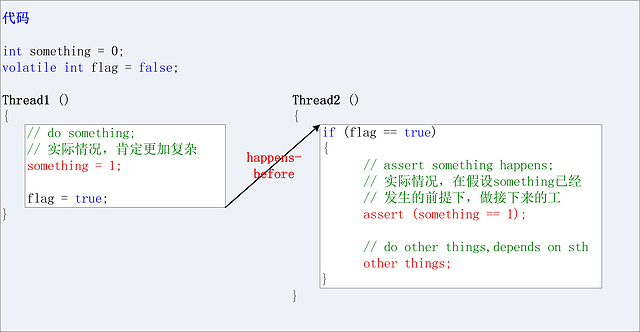 代码
int something = 0;
volatile int flag = false;
Thread1 ()
{
// do something;
// 实际情况，肯定更加复杂
something = 1;
flag = true;
}
happens-
before
Thread2 ()
{
if (flag == true)
{
// assert something happens;
// 实际情况，在假设something已经
// 发生的前提下，做接下来的工
assert (something == 1);
// do other things,depends on sth
other things;
}
}